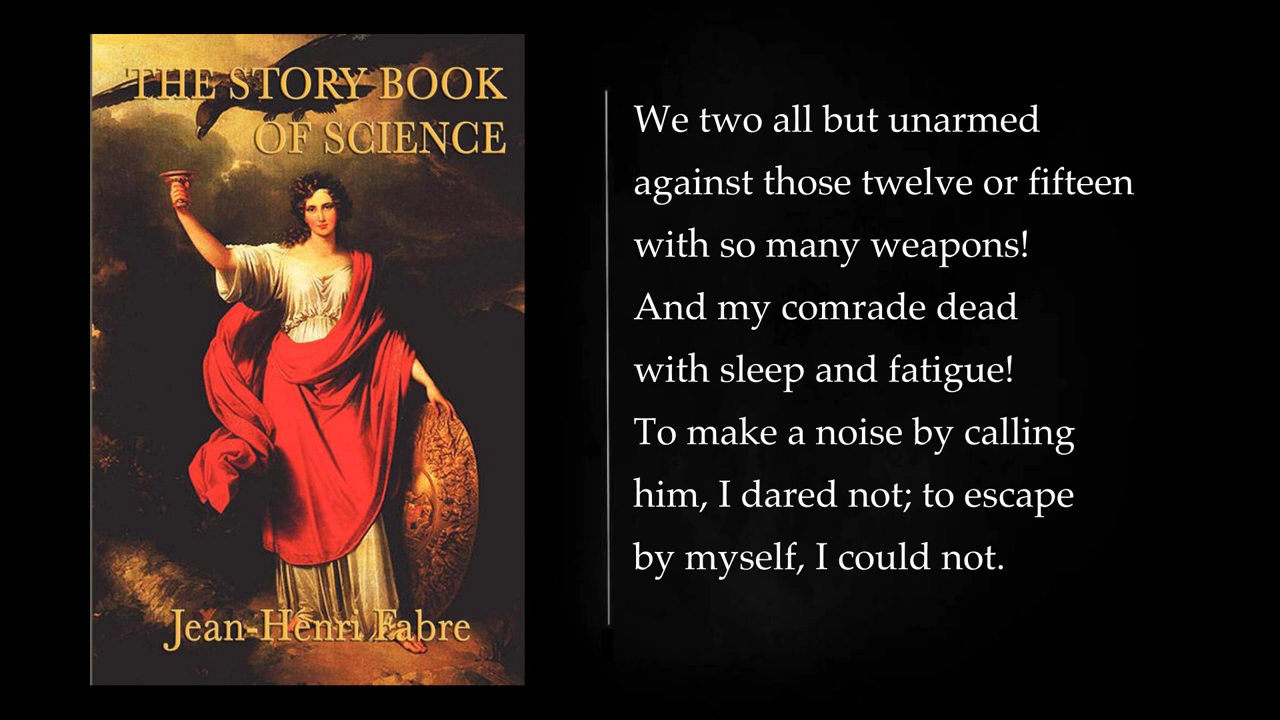 THE STORY BOOK
OF SCIENCE
Jean-Henri Fabre
We two all but unarmed
against those twelve or fifteen
with so many weapons!
And my comrade dead
with sleep and fatigue!
To make a noise by calling
him, I dared not; to escape
by myself, I could not.